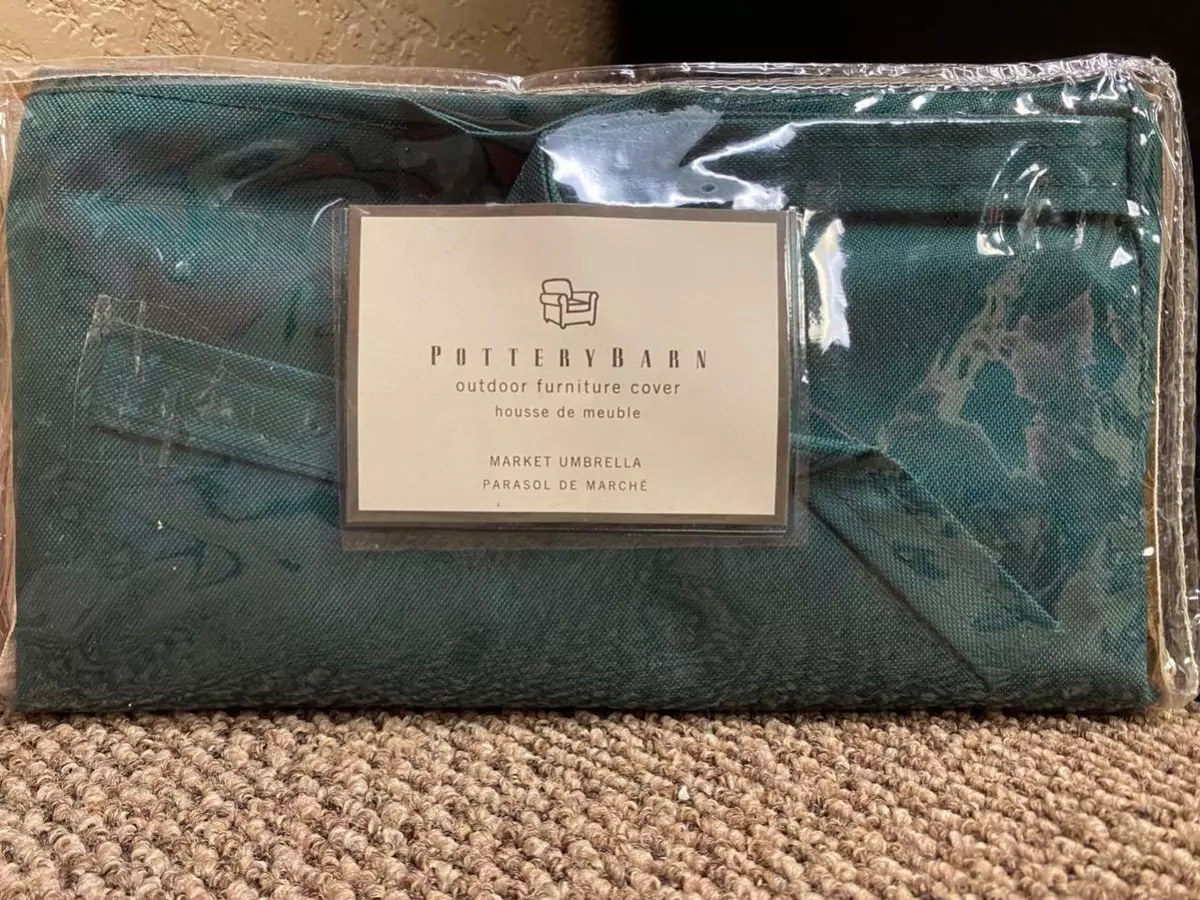 POTTERYBARN
outdoor furniture cover
housse de meuble
MARKET UMBRELLA
PARASOL DE MARCHÉ